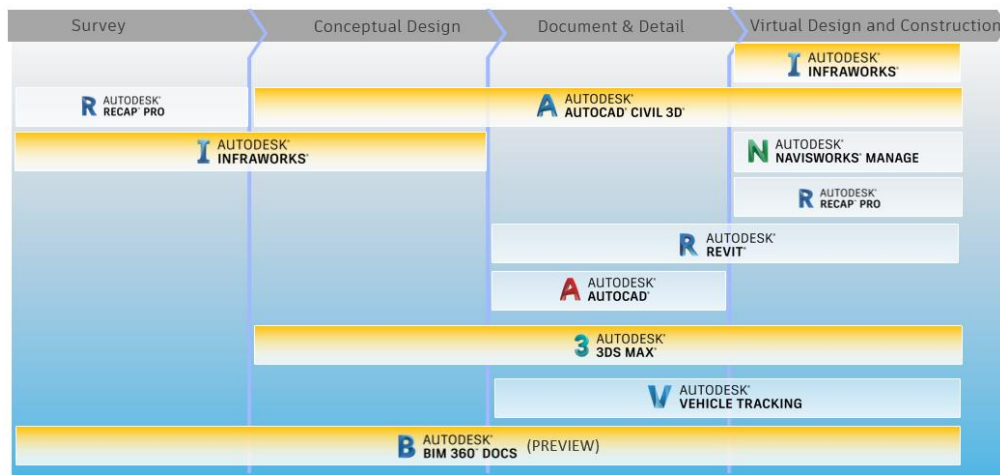 Survey
Conceptual Design
Document & Detail
Virtual Design and Construction
AUTODESK®
INFRAWORKS®
AUTODESK®
RECAP® PRO
AUTODESK®
AUTOCAD® CIVIL 3D®
AUTODESK®
INFRAWORKS®
AUTODESK®
NAVISWORKS® MANAGE
AUTODESK®
RECAP® PRO
AUTODESK®
REVIT®
AUTODESK®
AUTOCAD®
AUTODESK®
3DS MAX®
AUTODESK®
VEHICLE TRACKING
AUTODESK®
BIM 360® DOCS (PREVIEW)